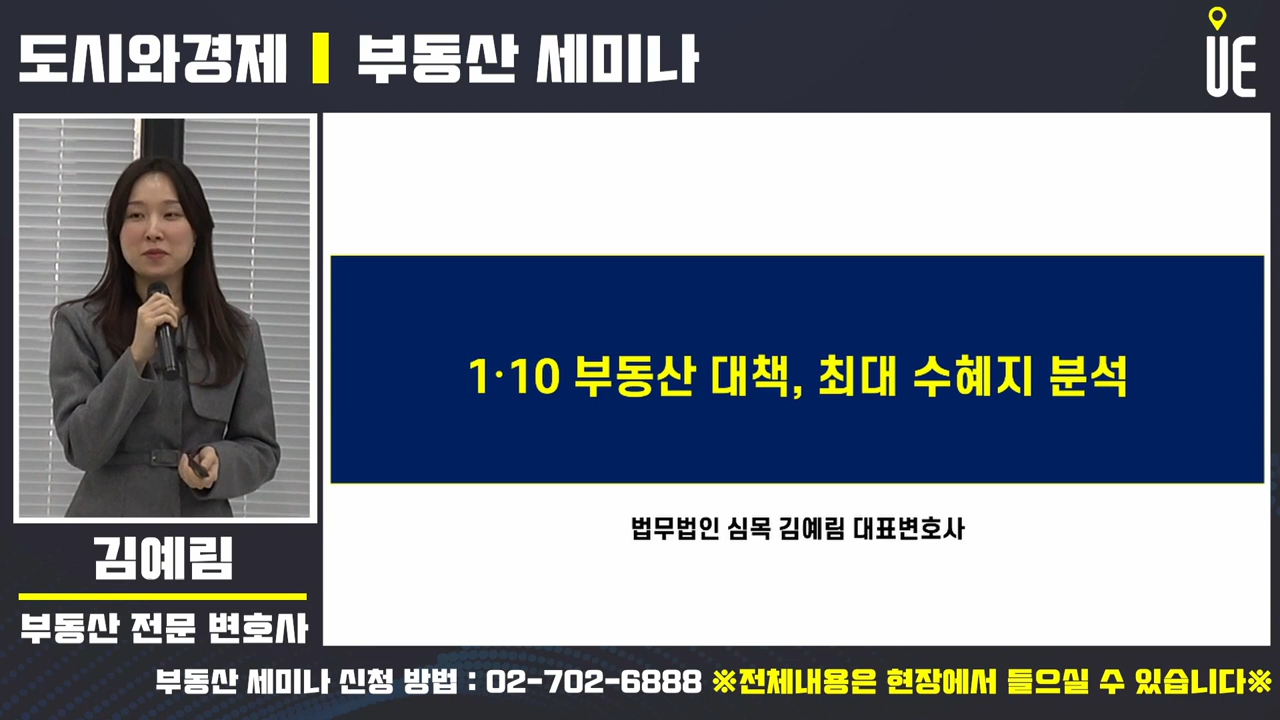 도시와경제 부동산 세미나
UE
1·10 부동산 대책, 최대 수혜지 분석
법무법인 심목 김예림 대표변호사
김예림
부동산 전문 변호사
부동산 세미나 신청 방법 : 02-702-6888 ※전체내용은 현장에서 들으실 수 있습니다※